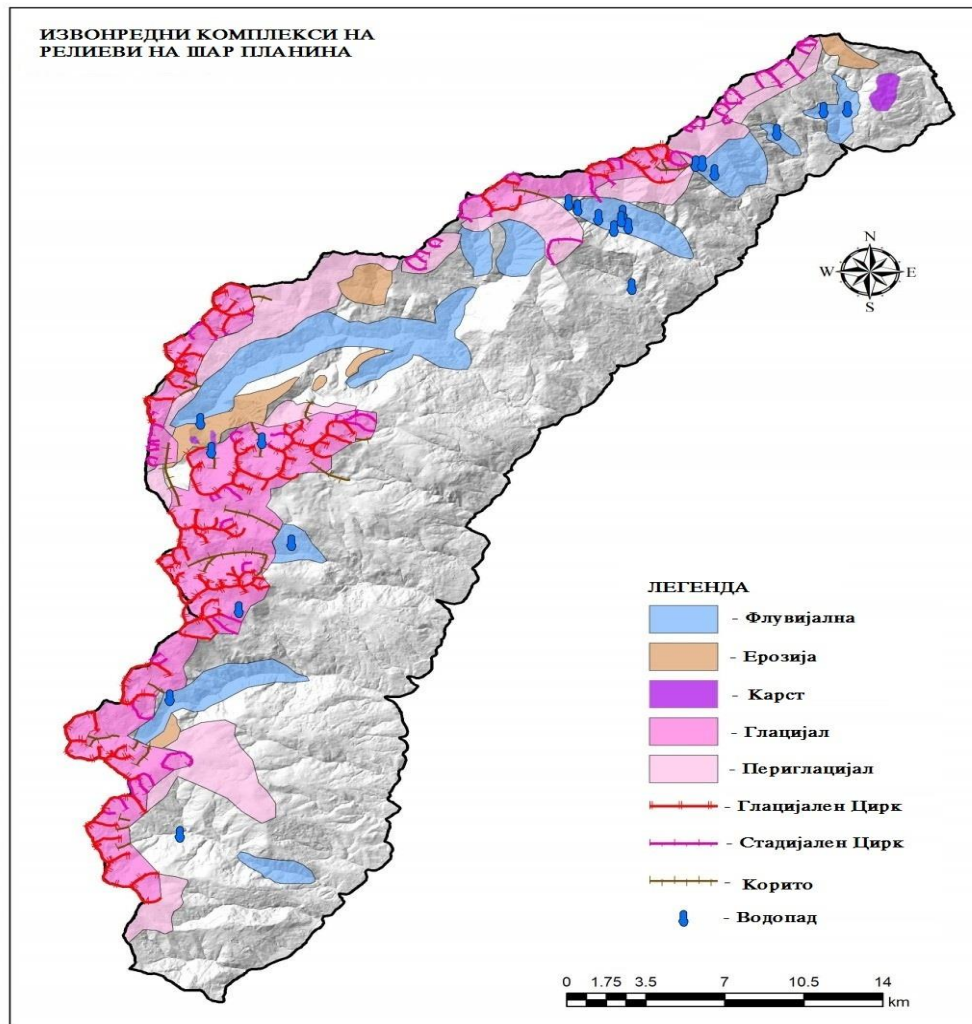 ИЗВОНРЕДНИ КОМПЛЕКСИ НА
РЕЛИЕВИ НА ШАР ПЛАНИНА
N
W E
S
ЛЕГЕНДА
- Флувијална
- Ерозија
- Карст
- Глацијал
- Периглацијал
- Глацијален Цирк
- Стадијален Цирк
- Корито
- Водопад
0 1.75 3.5 7 10.5 14
km